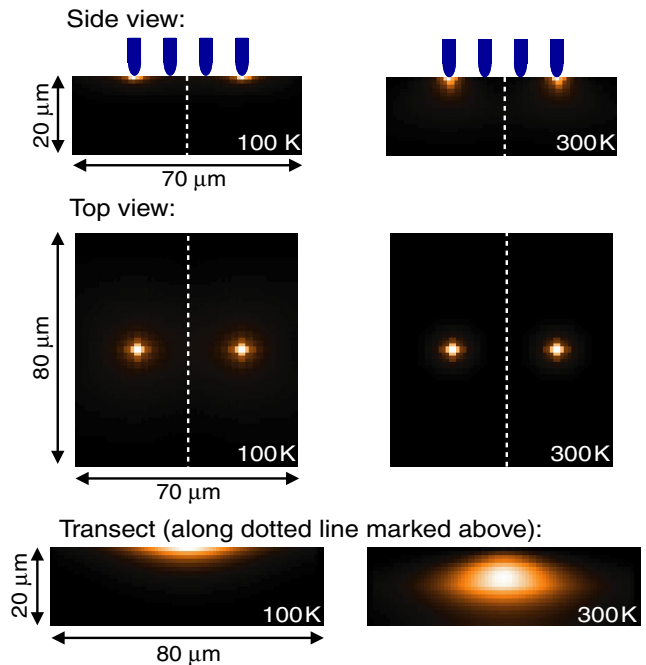 Side view:
20 μm
100 K
300K
70 μm
Top view:
80 μm
100K
300K
70 μm
Transect (along dotted line marked above):
20 μm
100K
300K
80 μm